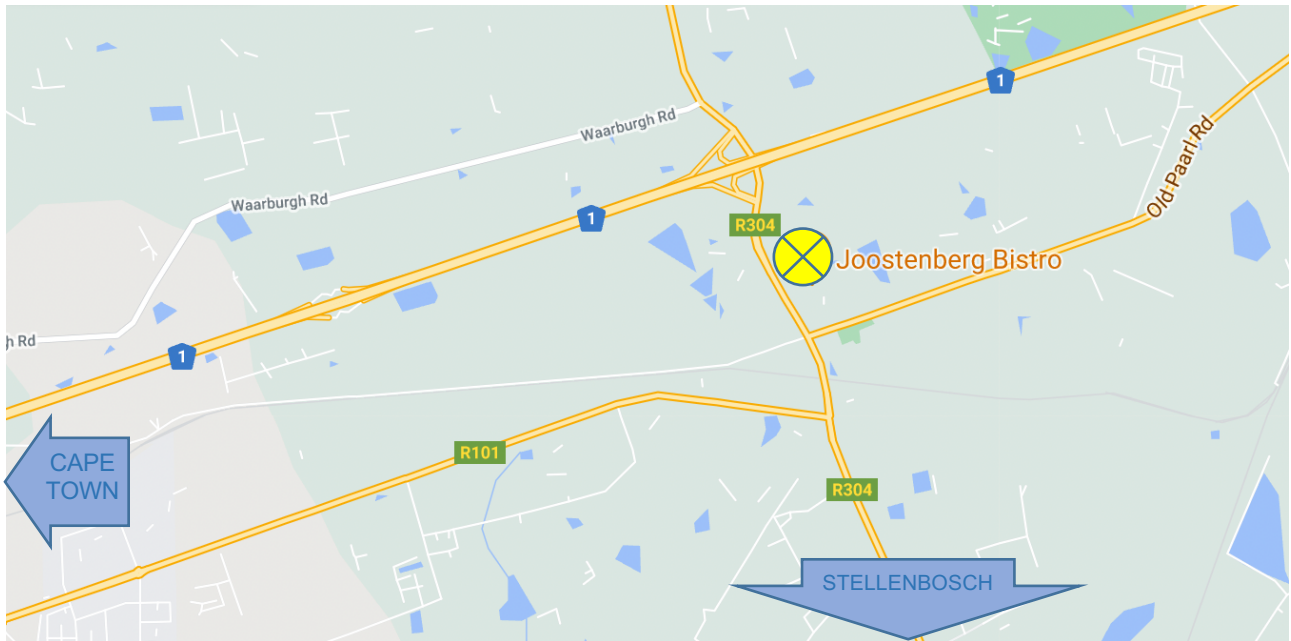 1
Waarburgh Rd
Old Paarl Rd
Waarburgh Rd
1
R304
Joostenberg Bistro
h Rd
1
CAPE
TOWN
R101
R304
STELLENBOSCH